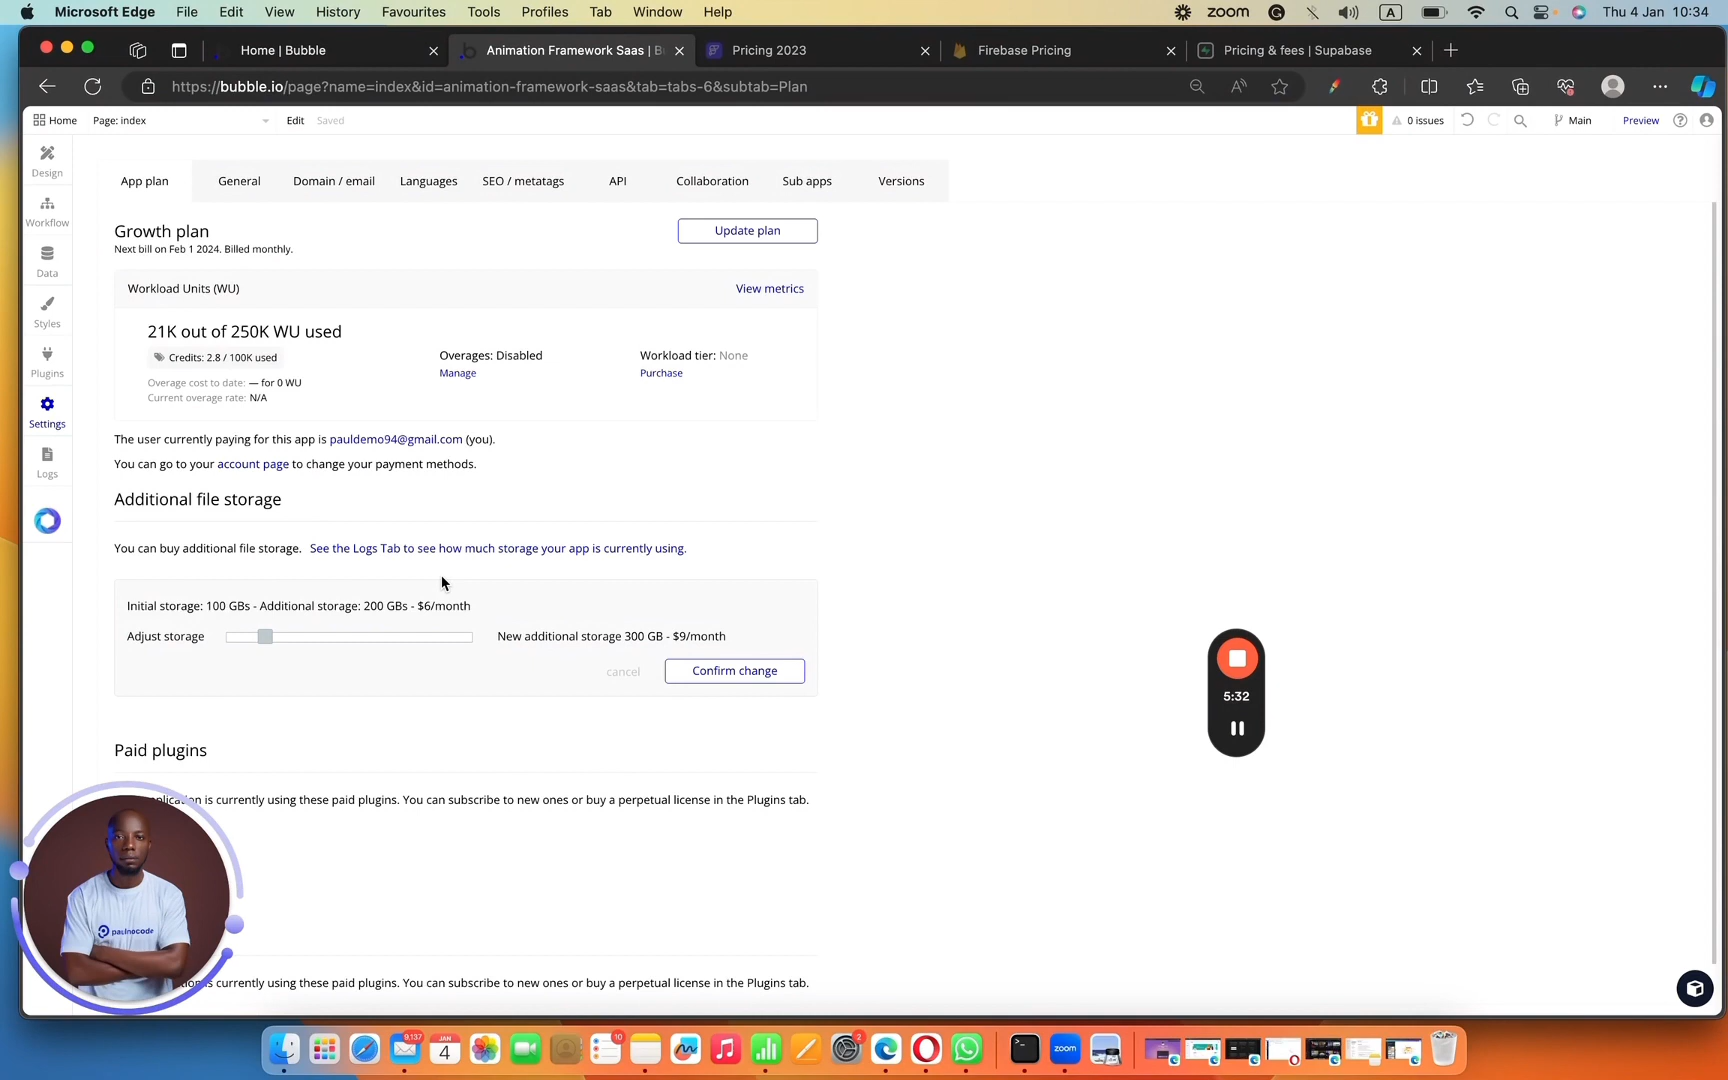 Microsoft Edge File Edit View History Favourites Tools Profiles Tab Window Help zoom A Thu 4 Jan 10:34
Home | Bubble Animation Framework Saas | B Pricing 2023 Firebase Pricing Pricing & fees | Supabase
https://bubble.io/page?name=index&id=animation-framework-saas&tab=tabs-6&subtab=Plan
Home Page: index Edit Saved 0 issues Main Preview
Design
Workflow
Data
Styles
Plugins
Settings
Logs
App plan General Domain / email Languages SEO / metatags API Collaboration Sub apps Versions
Growth plan Update plan
Next bill on Feb 1 2024. Billed monthly.
Workload Units (WU) View metrics
21K out of 250K WU used
Credits: 2.8 / 100K used
Overage cost to date: — for 0 WU
Current overage rate: N/A
Overages: Disabled
Manage
Workload tier: None
Purchase
The user currently paying for this app is pauldemo94@gmail.com (you).
You can go to your account page to change your payment methods.
Additional file storage
You can buy additional file storage. See the Logs Tab to see how much storage your app is currently using.
Initial storage: 100 GBs - Additional storage: 200 GBs - $6/month
Adjust storage New additional storage 300 GB - $9/month
cancel Confirm change
5:32
Paid plugins
is currently using these paid plugins. You can subscribe to new ones or buy a perpetual license in the Plugins tab.
paulnocode
is currently using these paid plugins. You can subscribe to new ones or buy a perpetual license in the Plugins tab.
9,137
JAN
4
10
2
zoom